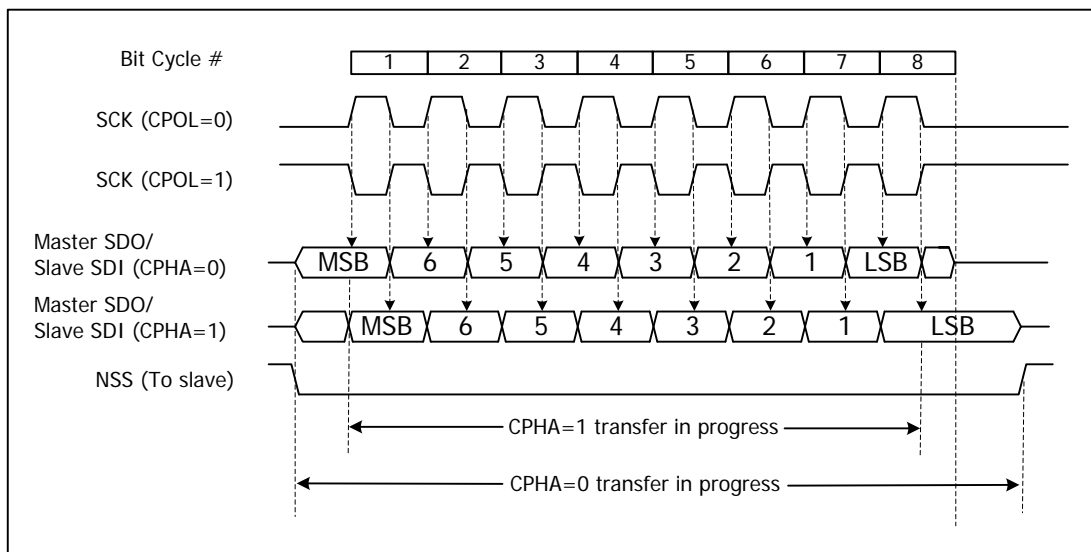 Bit Cycle #
1 2 3 4 5 6 7 8
SCK (CPOL=0)
SCK (CPOL=1)
Master SDO/
Slave SDI (CPHA=0)
MSB 6 5 4 3 2 1 LSB
Master SDO/
Slave SDI (CPHA=1)
MSB 6 5 4 3 2 1 LSB
NSS (To slave)
CPHA=1 transfer in progress
CPHA=0 transfer in progress